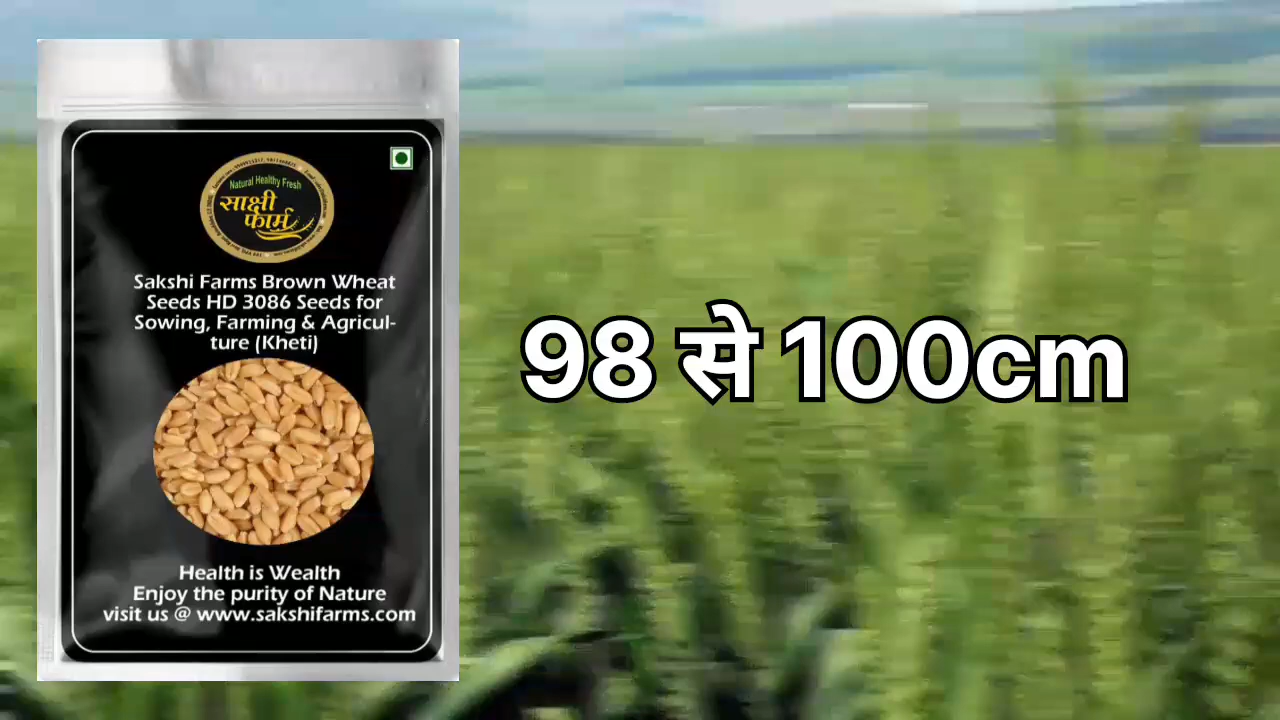 Natural Healthy Fresh
साक्षी
फार्म
Sakshi Farms Brown Wheat
Seeds HD 3086 Seeds for
Sowing, Farming & Agricul-
ture (Kheti)
Health is Wealth
Enjoy the purity of Nature
visit us @ www.sakshifarms.com
98 से 100cm